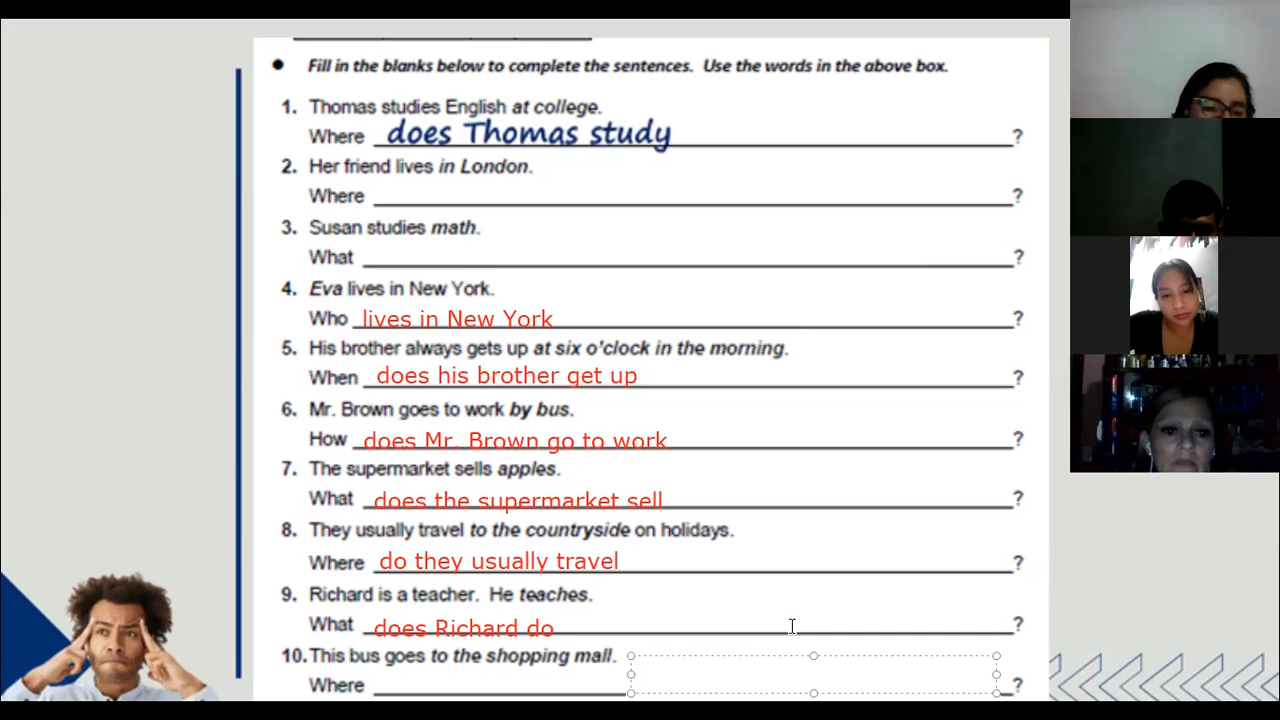 Fill in the blanks below to complete the sentences. Use the words in the above box.
1. Thomas studies English at college.
Where does Thomas study ?
2. Her friend lives in London.
Where ?
3. Susan studies math.
What ?
4. Eva lives in New York.
Who lives in New York ?
5. His brother always gets up at six o'clock in the morning.
When does his brother get up ?
6. Mr. Brown goes to work by bus.
How does Mr. Brown go to work ?
7. The supermarket sells apples.
What does the supermarket sell ?
8. They usually travel to the countryside on holidays.
Where do they usually travel ?
9. Richard is a teacher. He teaches.
What does Richard do ?
10. This bus goes to the shopping mall.
Where ?